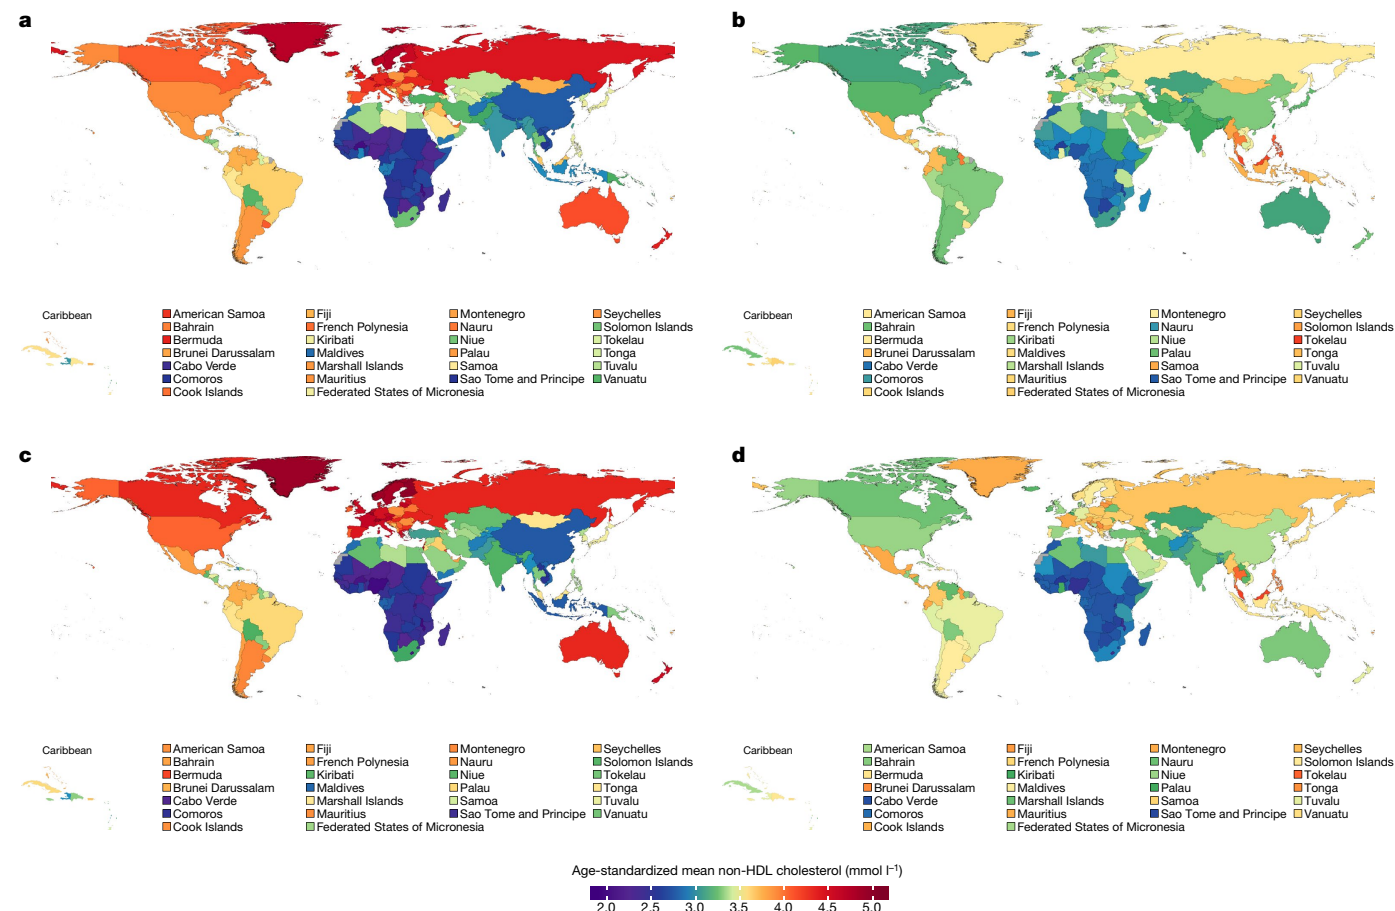 a
b
Caribbean
American Samoa
Bahrain
Bermuda
Brunei Darussalam
Cabo Verde
Comoros
Cook Islands
Fiji
French Polynesia
Kiribati
Maldives
Marshall Islands
Mauritius
Federated States of Micronesia
Montenegro
Nauru
Niue
Palau
Samoa
Sao Tome and Principe
Seychelles
Solomon Islands
Tokelau
Tonga
Tuvalu
Vanuatu
Caribbean
American Samoa
Bahrain
Bermuda
Brunei Darussalam
Cabo Verde
Comoros
Cook Islands
Fiji
French Polynesia
Kiribati
Maldives
Marshall Islands
Mauritius
Federated States of Micronesia
Montenegro
Nauru
Niue
Palau
Samoa
Sao Tome and Principe
Seychelles
Solomon Islands
Tokelau
Tonga
Tuvalu
Vanuatu
c
d
Caribbean
American Samoa
Bahrain
Bermuda
Brunei Darussalam
Cabo Verde
Comoros
Cook Islands
Fiji
French Polynesia
Kiribati
Maldives
Marshall Islands
Mauritius
Federated States of Micronesia
Montenegro
Nauru
Niue
Palau
Samoa
Sao Tome and Principe
Seychelles
Solomon Islands
Tokelau
Tonga
Tuvalu
Vanuatu
Caribbean
American Samoa
Bahrain
Bermuda
Brunei Darussalam
Cabo Verde
Comoros
Cook Islands
Fiji
French Polynesia
Kiribati
Maldives
Marshall Islands
Mauritius
Federated States of Micronesia
Montenegro
Nauru
Niue
Palau
Samoa
Sao Tome and Principe
Seychelles
Solomon Islands
Tokelau
Tonga
Tuvalu
Vanuatu
Age-standardized mean non-HDL cholesterol (mmol l⁻¹)
2.0 2.5 3.0 3.5 4.0 4.5 5.0